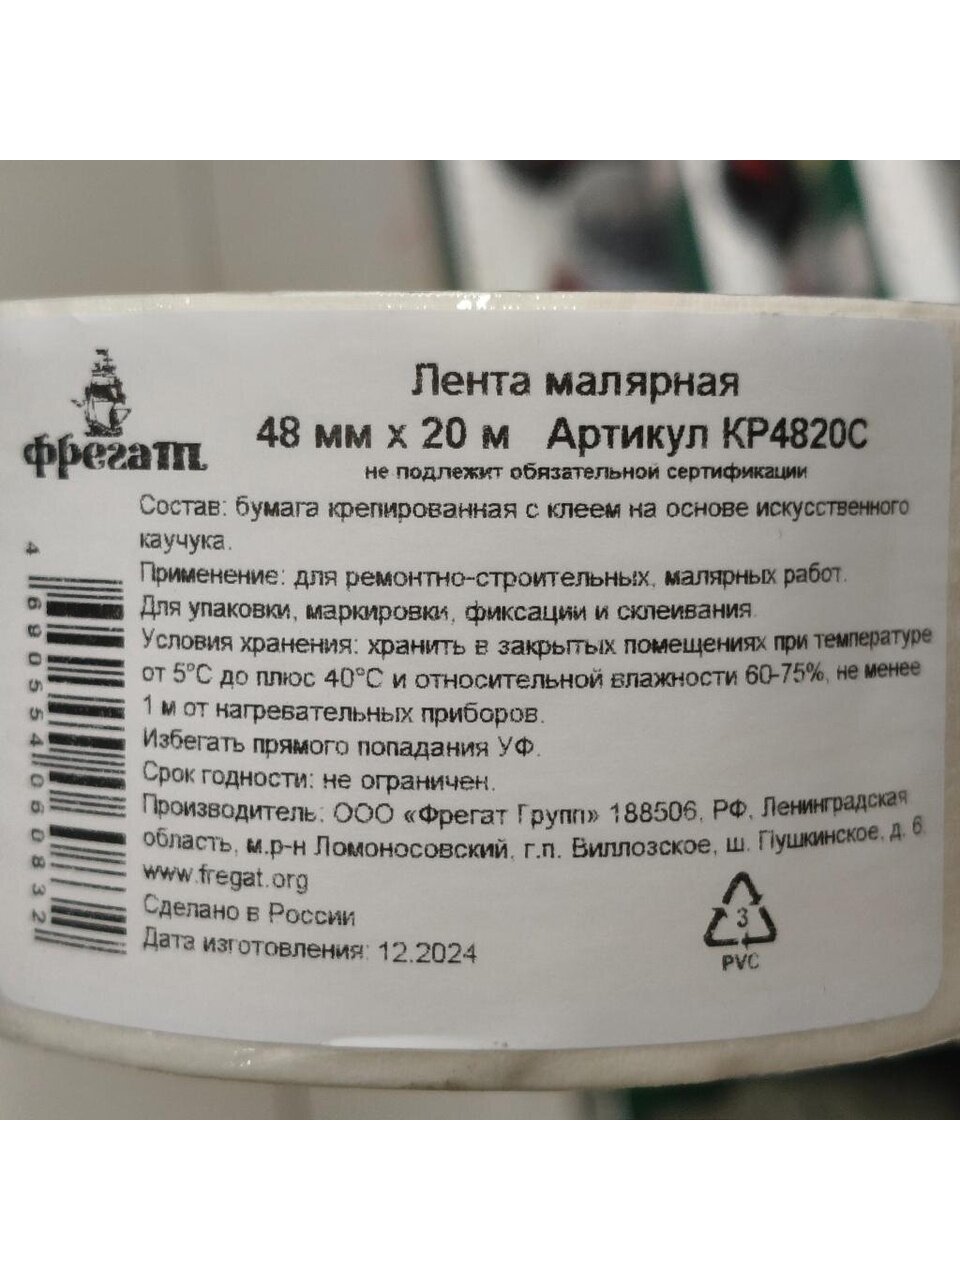 фрегат
Лента малярная
48 мм х 20 м Артикул КР4820С
не подлежит обязательной сертификации
Состав: бумага крепированная с клеем на основе искусственного
каучука.
Применение: для ремонтно-строительных, малярных работ.
Для упаковки, маркировки, фиксации и склеивания.
Условия хранения: хранить в закрытых помещениях при температуре
от 5°С до плюс 40°С и относительной влажности 60-75%, не менее
1 м от нагревательных приборов.
Избегать прямого попадания УФ.
Срок годности: не ограничен.
Производитель: ООО «Фрегат Групп» 188506, РФ, Ленинградская
область, м.р-н Ломоносовский, г.п. Виллозское, ш. Пушкинское, д. 6.
www.fregat.org
Сделано в России
Дата изготовления: 12.2024
3
PVC
4 690554 060832